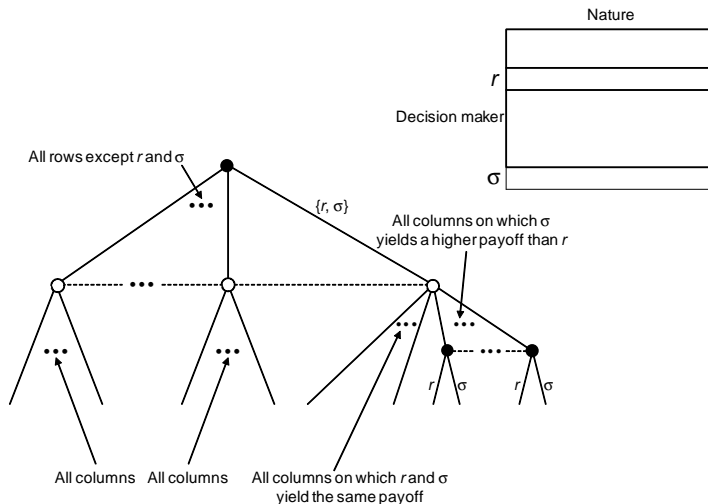 Nature
r
Decision maker
σ
All rows except r and σ
{r, σ}
All columns on which σ
yields a higher payoff than r
r σ r σ
All columns
All columns
All columns on which r and σ
yield the same payoff